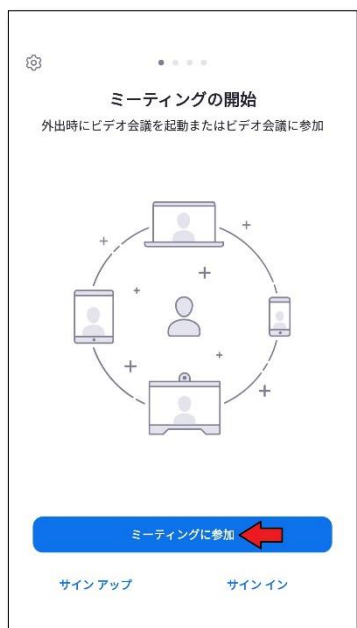 ミーティングの開始
外出時にビデオ会議を起動またはビデオ会議に参加
ミーティングに参加
サイン アップ
サイン イン